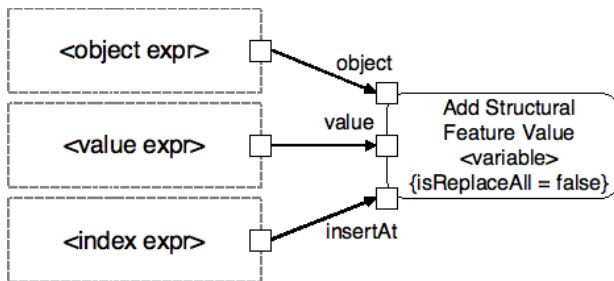 <object expr>
object
<value expr>
value
<index expr>
insertAt
Add Structural
Feature Value
<variable>
{isReplaceAll = false}